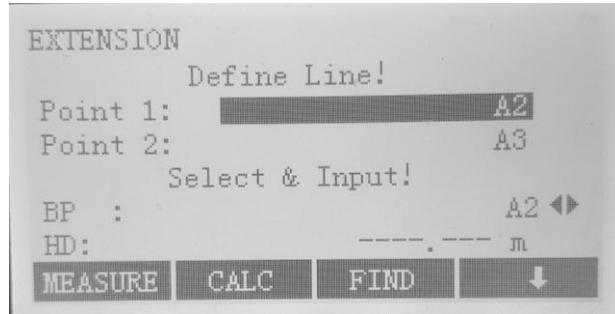 EXTENSION
Define Line!
Point 1: A2
Point 2: A3
Select & Input!
BP : A2
HD: ----.--- m
MEASURE CALC FIND